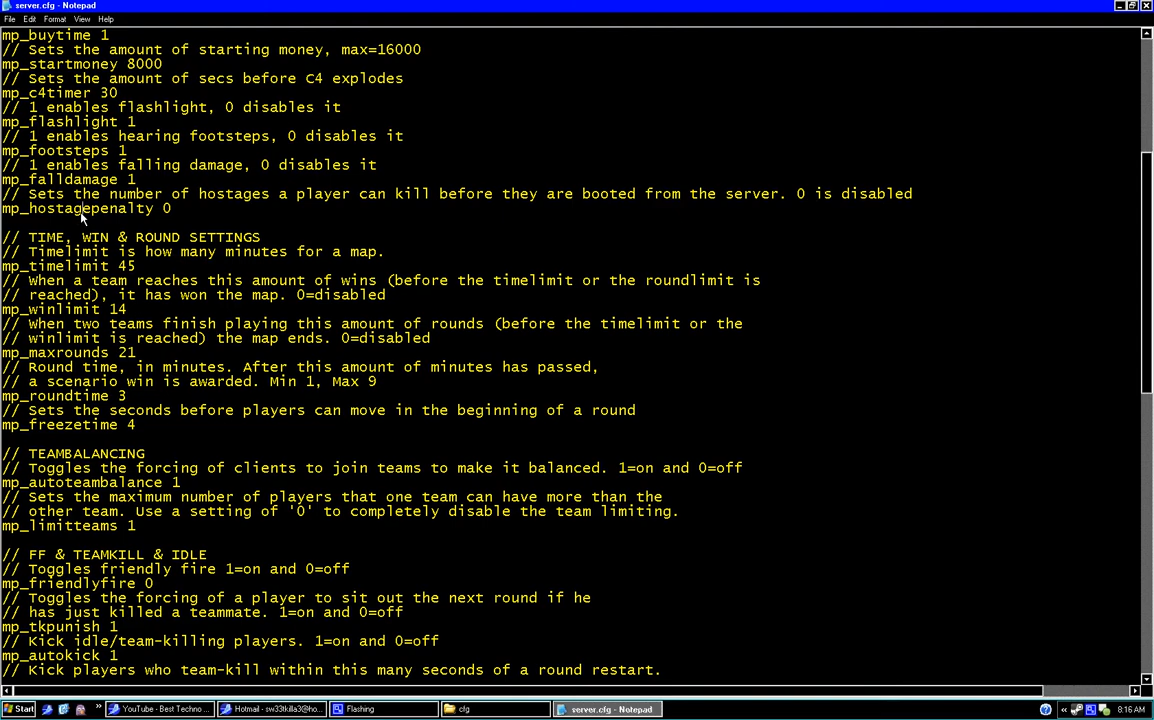 server.cfg - Notepad
File Edit Format View Help
mp_buytime 1
// Sets the amount of starting money, max=16000
mp_startmoney 8000
// Sets the amount of secs before C4 explodes
mp_c4timer 30
// 1 enables flashlight, 0 disables it
mp_flashlight 1
// 1 enables hearing footsteps, 0 disables it
mp_footsteps 1
// 1 enables falling damage, 0 disables it
mp_falldamage 1
// Sets the number of hostages a player can kill before they are booted from the server. 0 is disabled
mp_hostagepenalty 0
// TIME, WIN & ROUND SETTINGS
// Timelimit is how many minutes for a map.
mp_timelimit 45
// When a team reaches this amount of wins (before the timelimit or the roundlimit is
// reached), it has won the map. 0=disabled
mp_winlimit 14
// When two teams finish playing this amount of rounds (before the timelimit or the
// winlimit is reached) the map ends. 0=disabled
mp_maxrounds 21
// Round time, in minutes. After this amount of minutes has passed,
// a scenario win is awarded. Min 1, Max 9
mp_roundtime 3
// Sets the seconds before players can move in the beginning of a round
mp_freezetime 4
// TEAMBALANCING
// Toggles the forcing of clients to join teams to make it balanced. 1=on and 0=off
mp_autoteambalance 1
// Sets the maximum number of players that one team can have more than the
// other team. Use a setting of '0' to completely disable the team limiting.
mp_limitteams 1
// FF & TEAMKILL & IDLE
// Toggles friendly fire 1=on and 0=off
mp_friendlyfire 0
// Toggles the forcing of a player to sit out the next round if he
// has just killed a teammate. 1=on and 0=off
mp_tkpunish 1
// Kick idle/team-killing players. 1=on and 0=off
mp_autokick 1
// Kick players who team-kill within this many seconds of a round restart.
Start » YouTube - Best Techno ... Hotmail - sw33tkilla3@ho... Flashing cfg server.cfg - Notepad « 8:16 AM